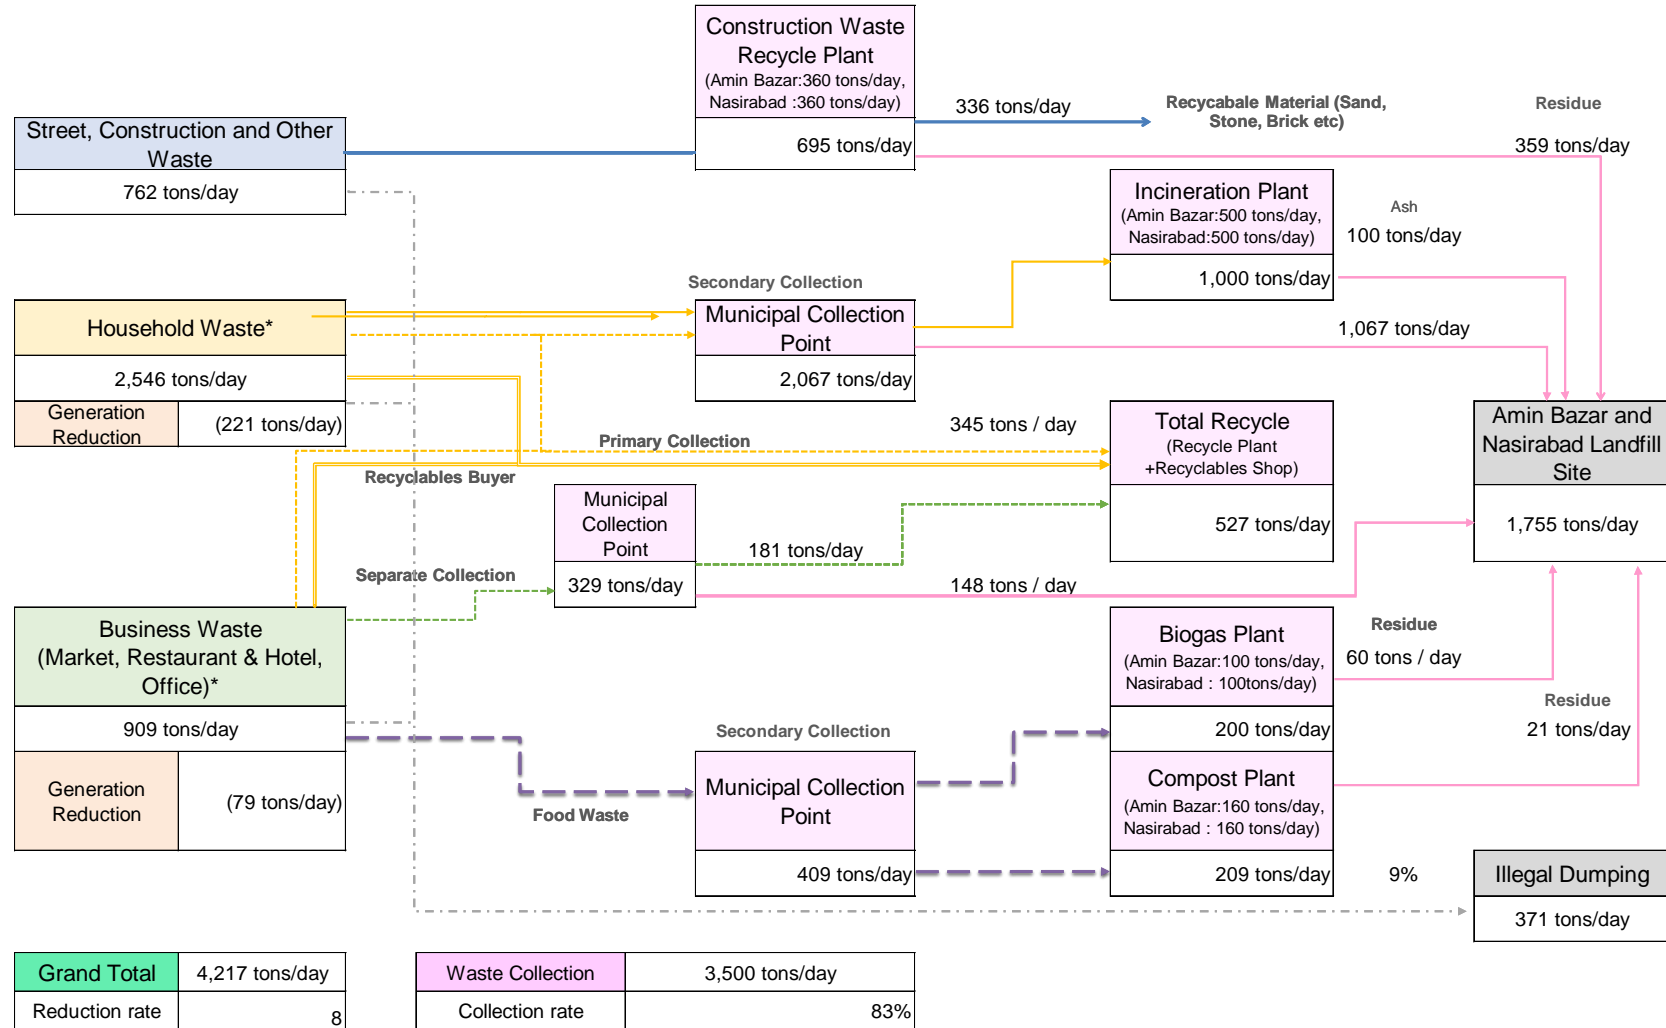 Construction Waste
Recycle Plant
(Amin Bazar:360 tons/day,
Nasirabad :360 tons/day)
695 tons/day
336 tons/day
Recycabale Material (Sand,
Stone, Brick etc)
Residue
359 tons/day
Street, Construction and Other
Waste
762 tons/day
Incineration Plant
(Amin Bazar:500 tons/day,
Nasirabad:500 tons/day)
1,000 tons/day
Ash
100 tons/day
Secondary Collection
Household Waste*
2,546 tons/day
Generation
Reduction
(221 tons/day)
Municipal Collection
Point
2,067 tons/day
1,067 tons/day
345 tons / day
Primary Collection
Recyclables Buyer
Total Recycle
(Recycle Plant
+Recyclables Shop)
527 tons/day
Amin Bazar and
Nasirabad Landfill
Site
1,755 tons/day
Municipal
Collection
Point
329 tons/day
181 tons/day
148 tons / day
Separate Collection
Business Waste
(Market, Restaurant & Hotel,
Office)*
909 tons/day
Generation
Reduction
(79 tons/day)
Biogas Plant
(Amin Bazar:100 tons/day,
Nasirabad : 100tons/day)
200 tons/day
Residue
60 tons / day
Residue
21 tons/day
Secondary Collection
Municipal Collection
Point
409 tons/day
Food Waste
Compost Plant
(Amin Bazar:160 tons/day,
Nasirabad : 160 tons/day)
209 tons/day
9%
Illegal Dumping
371 tons/day
Grand Total 4,217 tons/day
Reduction rate 8
Waste Collection 3,500 tons/day
Collection rate 83%